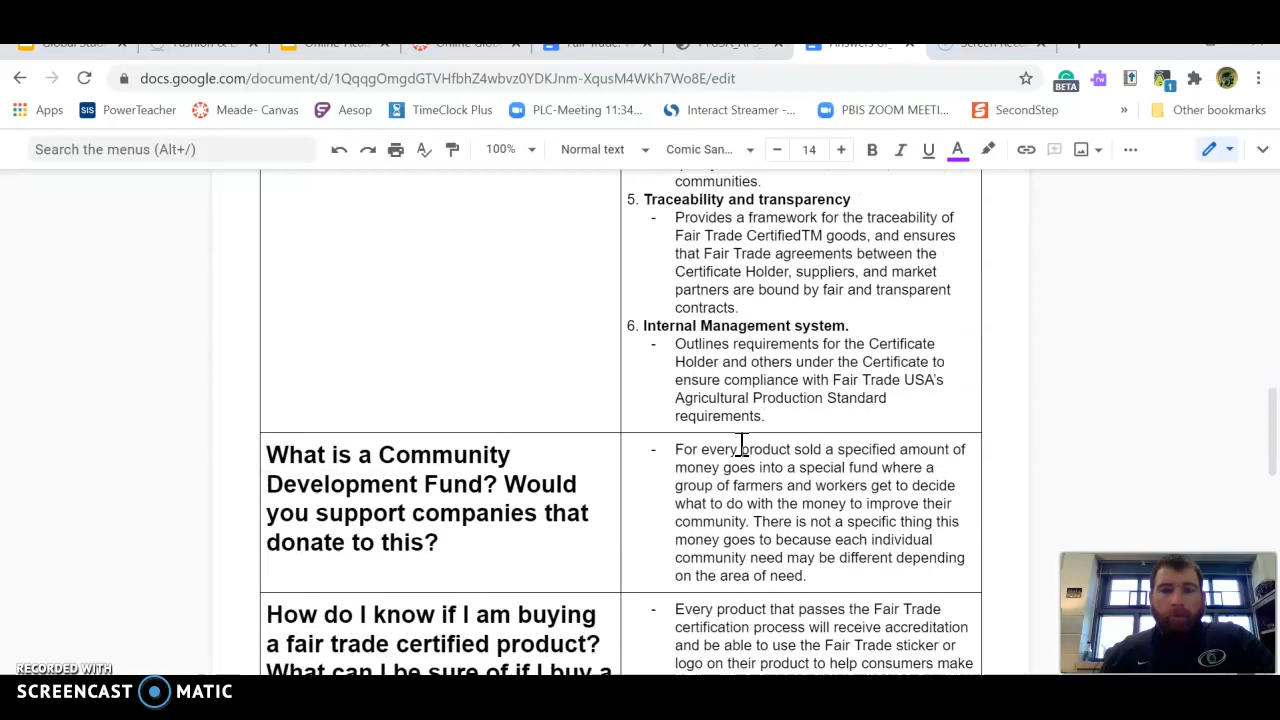 docs.google.com/document/d/1QqqgOmgdGTVHfbhZ4wbvz0YDKJnm-XqusM4WKh7Wo8E/edit
BETA
1
Apps SIS PowerTeacher Meade- Canvas Aesop TimeClock Plus PLC-Meeting 11:34... Interact Streamer -... PBIS ZOOM MEETI... SecondStep » Other bookmarks
Search the menus (Alt+/) 100% Normal text Comic San... − 14 + B I U A
communities.
5. Traceability and transparency
- Provides a framework for the traceability of
Fair Trade CertifiedTM goods, and ensures
that Fair Trade agreements between the
Certificate Holder, suppliers, and market
partners are bound by fair and transparent
contracts.
6. Internal Management system.
- Outlines requirements for the Certificate
Holder and others under the Certificate to
ensure compliance with Fair Trade USA's
Agricultural Production Standard
requirements.
What is a Community
Development Fund? Would
you support companies that
donate to this?
- For every product sold a specified amount of
money goes into a special fund where a
group of farmers and workers get to decide
what to do with the money to improve their
community. There is not a specific thing this
money goes to because each individual
community need may be different depending
on the area of need.
How do I know if I am buying
a fair trade certified product?
What can I be sure of if I buy a
- Every product that passes the Fair Trade
certification process will receive accreditation
and be able to use the Fair Trade sticker or
logo on their product to help consumers make
RECORDED WITH
SCREENCAST MATIC